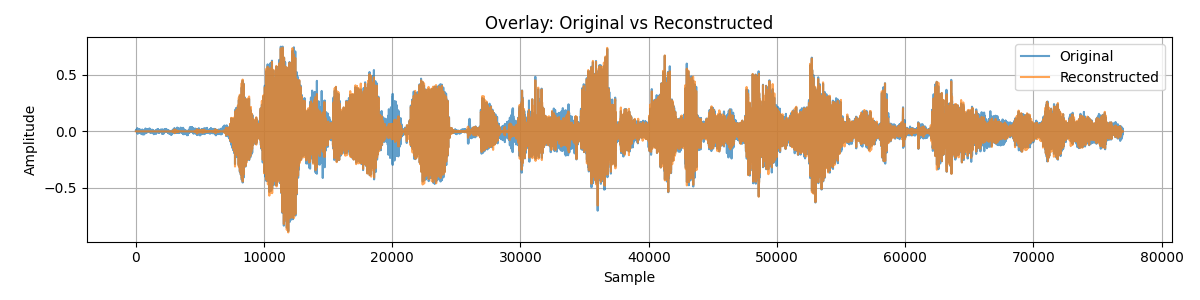 Overlay: Original vs Reconstructed
Original
Reconstructed
Amplitude
0.5
0.0
−0.5
0 10000 20000 30000 40000 50000 60000 70000 80000
Sample